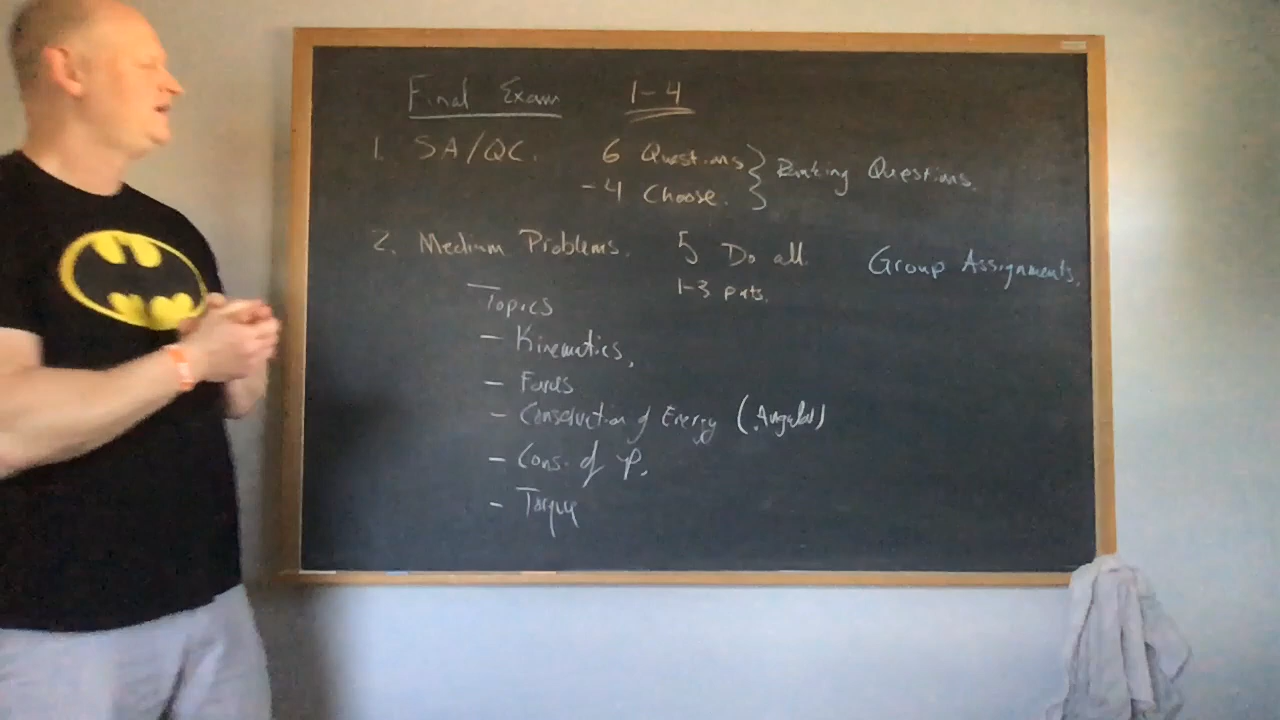 Final Exam 1-4
1. SA/QC. 6 Questions
-4 Choose. } Ranking Questions.
2. Medium Problems. 5 Do all. Group Assignments.
1-3 parts.
Topics
- Kinematics,
- Forces
- Conservation of Energy (Angular)
- Cons. of p.
- Torque